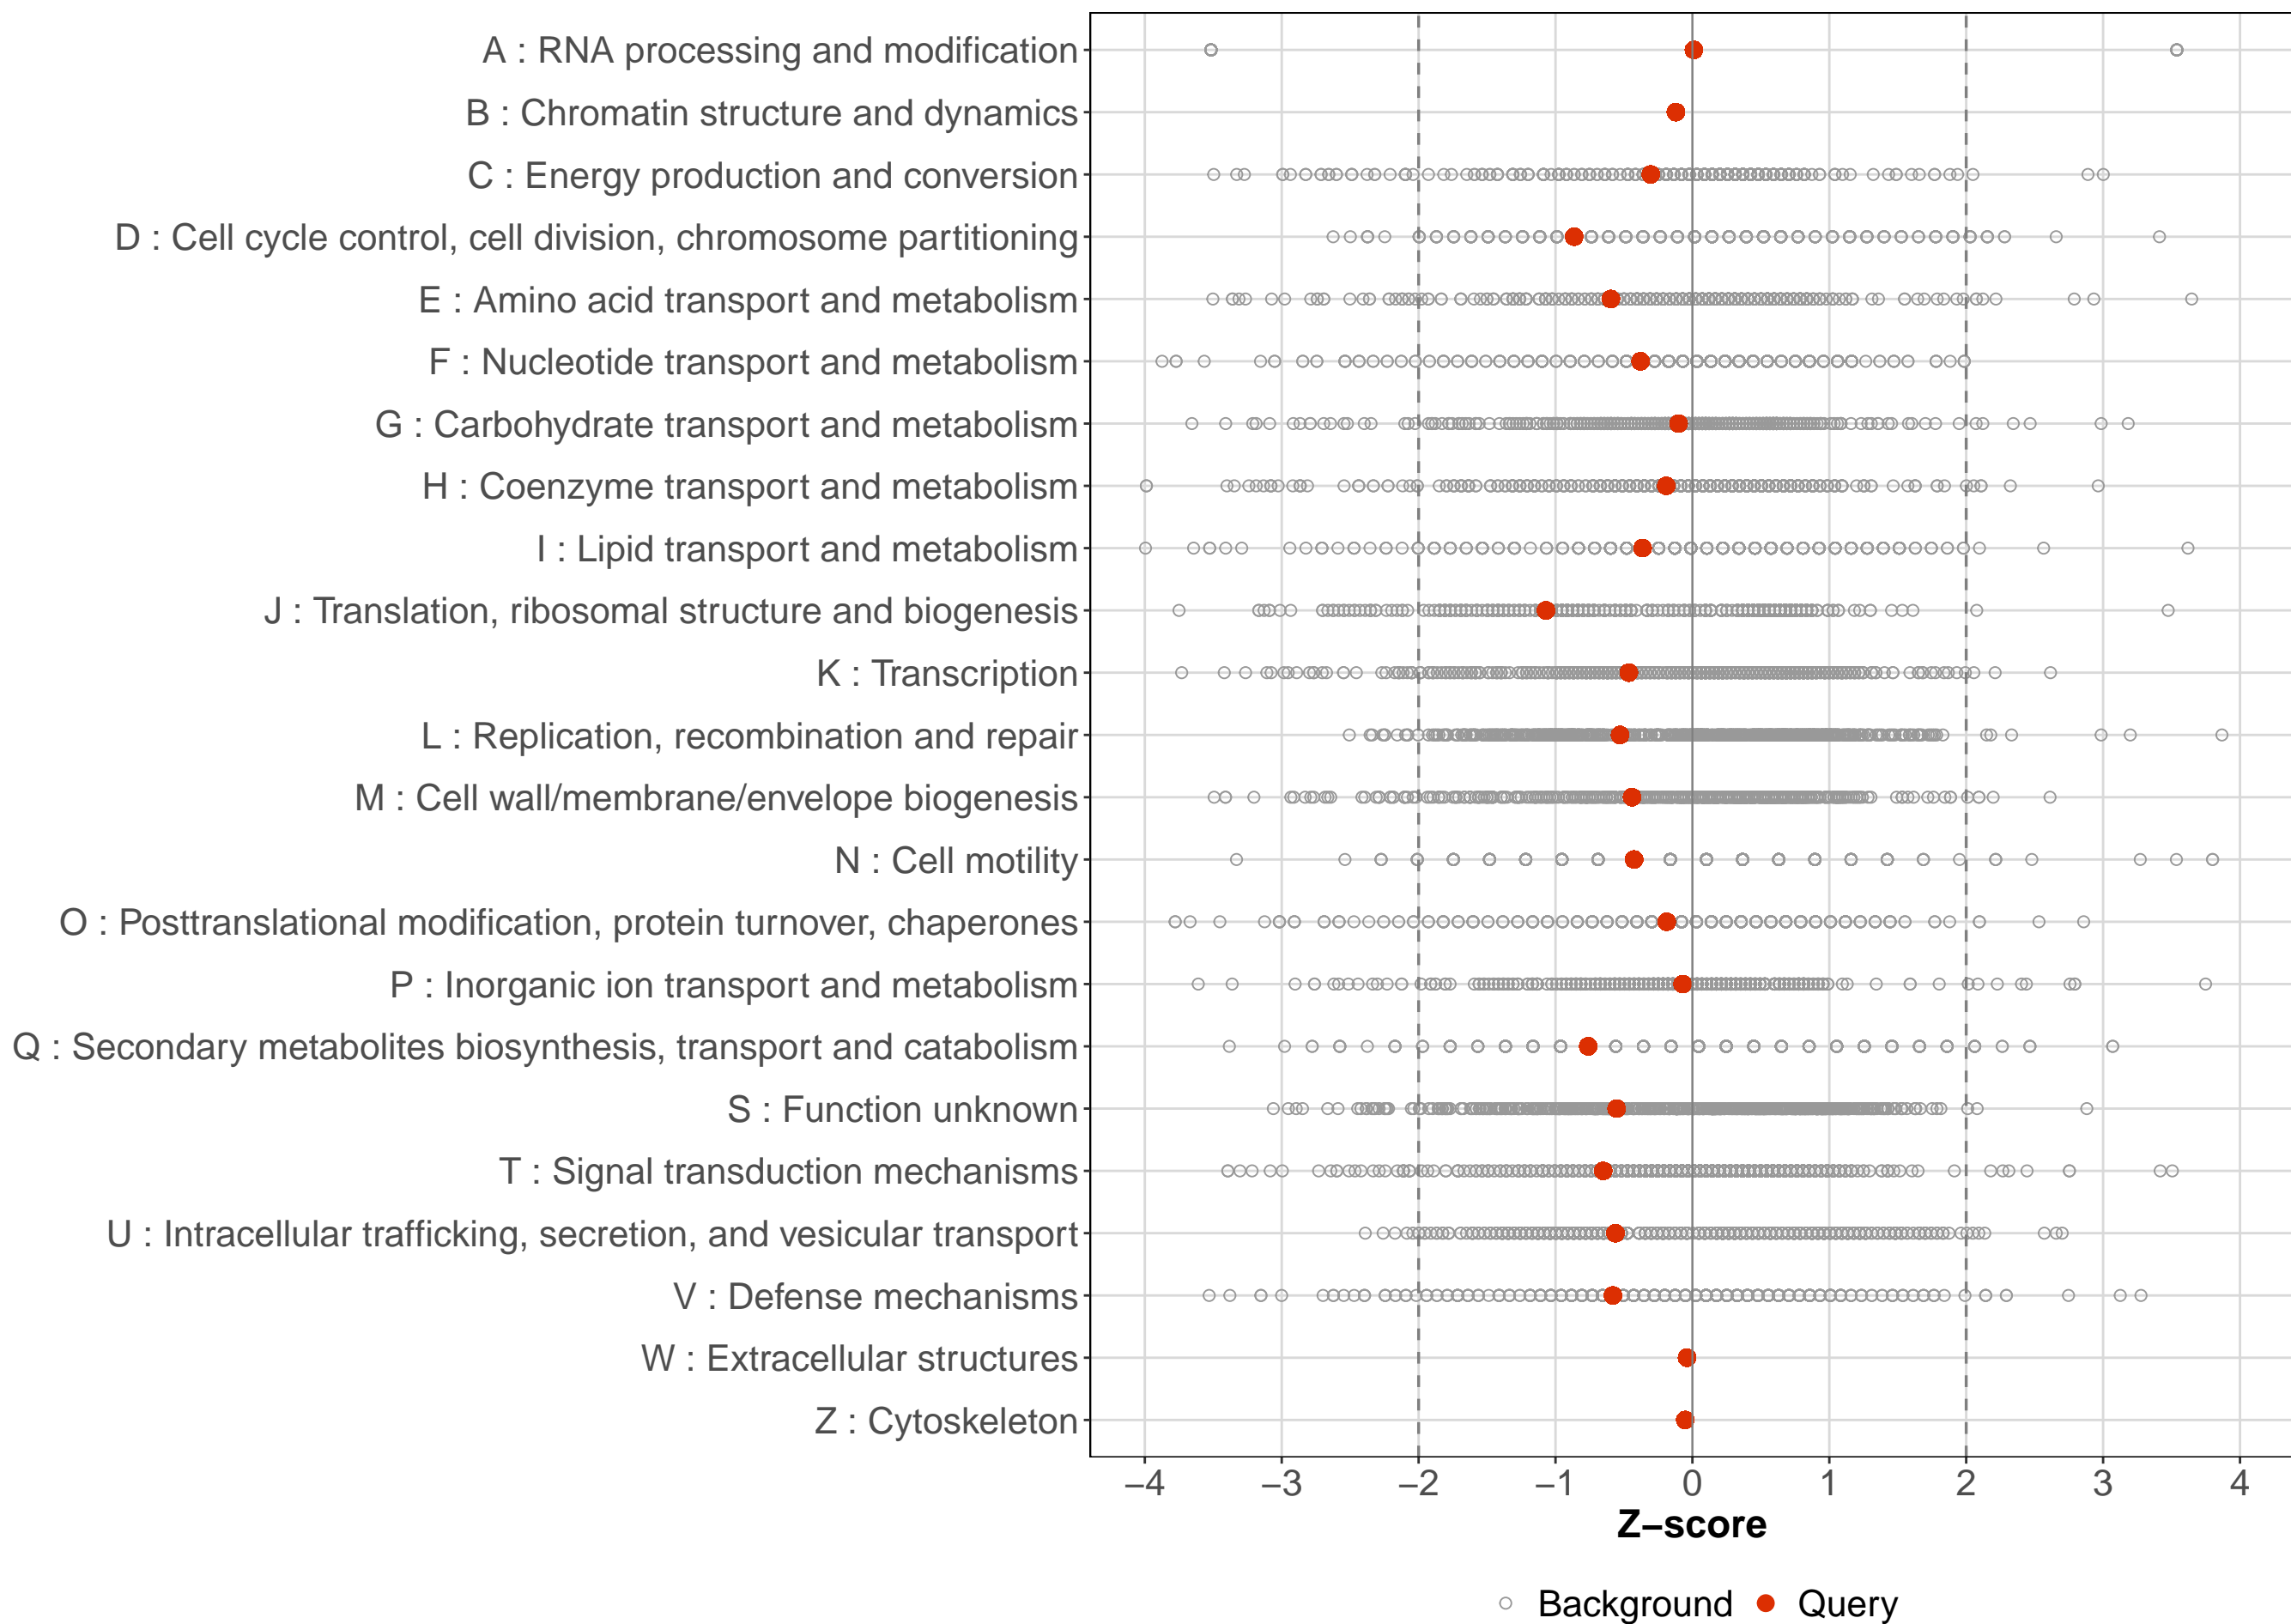 A : RNA processing and modification
B : Chromatin structure and dynamics
C : Energy production and conversion
D : Cell cycle control, cell division, chromosome partitioning
E : Amino acid transport and metabolism
F : Nucleotide transport and metabolism
G : Carbohydrate transport and metabolism
H : Coenzyme transport and metabolism
I : Lipid transport and metabolism
J : Translation, ribosomal structure and biogenesis
K : Transcription
L : Replication, recombination and repair
M : Cell wall/membrane/envelope biogenesis
N : Cell motility
O : Posttranslational modification, protein turnover, chaperones
P : Inorganic ion transport and metabolism
Q : Secondary metabolites biosynthesis, transport and catabolism
S : Function unknown
T : Signal transduction mechanisms
U : Intracellular trafficking, secretion, and vesicular transport
V : Defense mechanisms
W : Extracellular structures
Z : Cytoskeleton
−4 −3 −2 −1 0 1 2 3 4
Z−score
Background Query